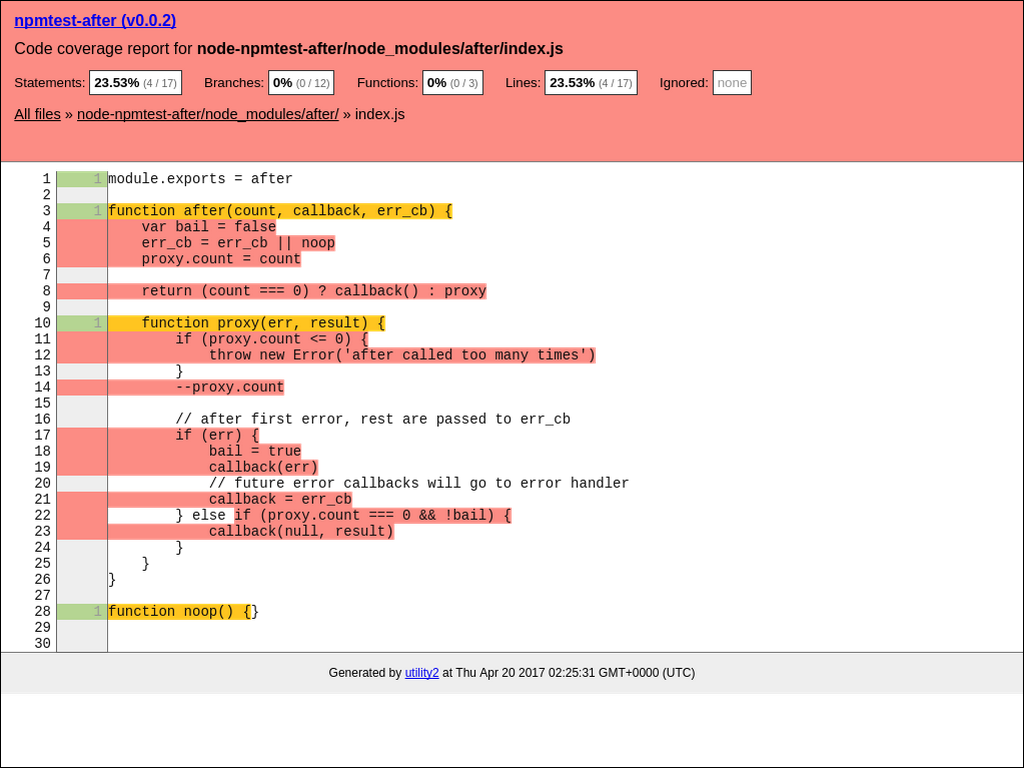 npmtest-after (v0.0.2)
Code coverage report for node-npmtest-after/node_modules/after/index.js
Statements: 23.53% (4 / 17) Branches: 0% (0 / 12) Functions: 0% (0 / 3) Lines: 23.53% (4 / 17) Ignored: none
All files » node-npmtest-after/node_modules/after/ » index.js
1 1 module.exports = after
2
3 1 function after(count, callback, err_cb) {
4     var bail = false
5     err_cb = err_cb || noop
6     proxy.count = count
7
8     return (count === 0) ? callback() : proxy
9
10 1     function proxy(err, result) {
11         if (proxy.count <= 0) {
12             throw new Error('after called too many times')
13         }
14         --proxy.count
15
16         // after first error, rest are passed to err_cb
17         if (err) {
18             bail = true
19             callback(err)
20             // future error callbacks will go to error handler
21             callback = err_cb
22         } else if (proxy.count === 0 && !bail) {
23             callback(null, result)
24         }
25     }
26 }
27
28 1 function noop() {}
29
30
Generated by utility2 at Thu Apr 20 2017 02:25:31 GMT+0000 (UTC)